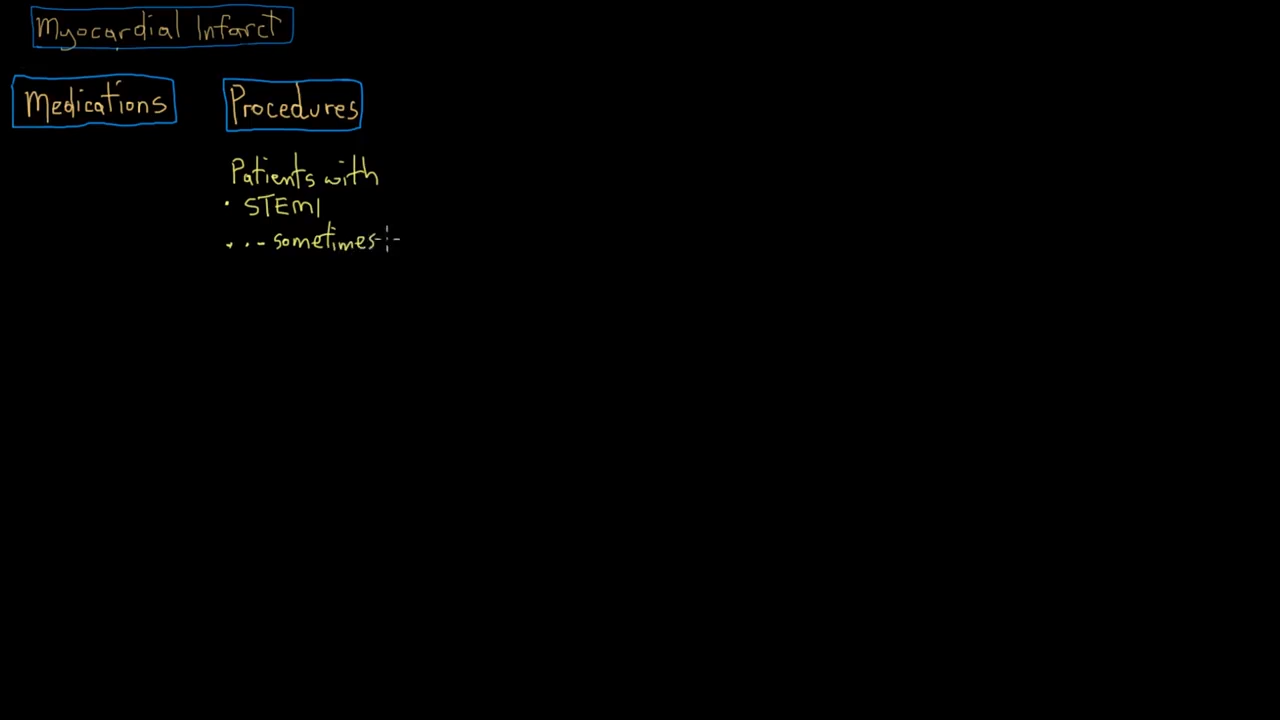 Myocardial Infarct
Medications
Procedures
Patients with
• STEMI
... sometimes